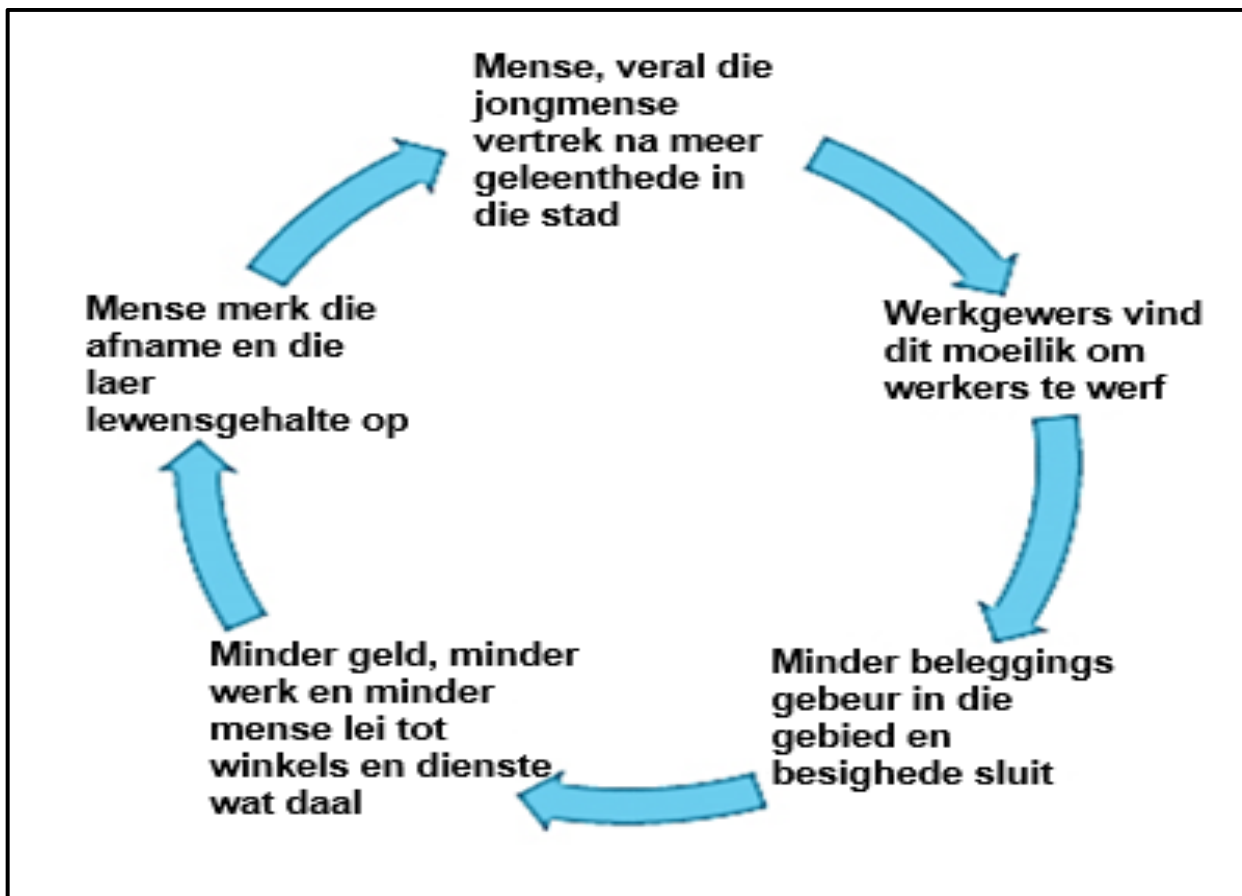 Mense, veral die
jongmense
vertrek na meer
geleenthede in
die stad
Werkgewers vind
dit moeilik om
werkers te werf
Minder beleggings
gebeur in die
gebied en
besighede sluit
Minder geld, minder
werk en minder
mense lei tot
winkels en dienste
wat daal
Mense merk die
afname en die
laer
lewensgehalte op